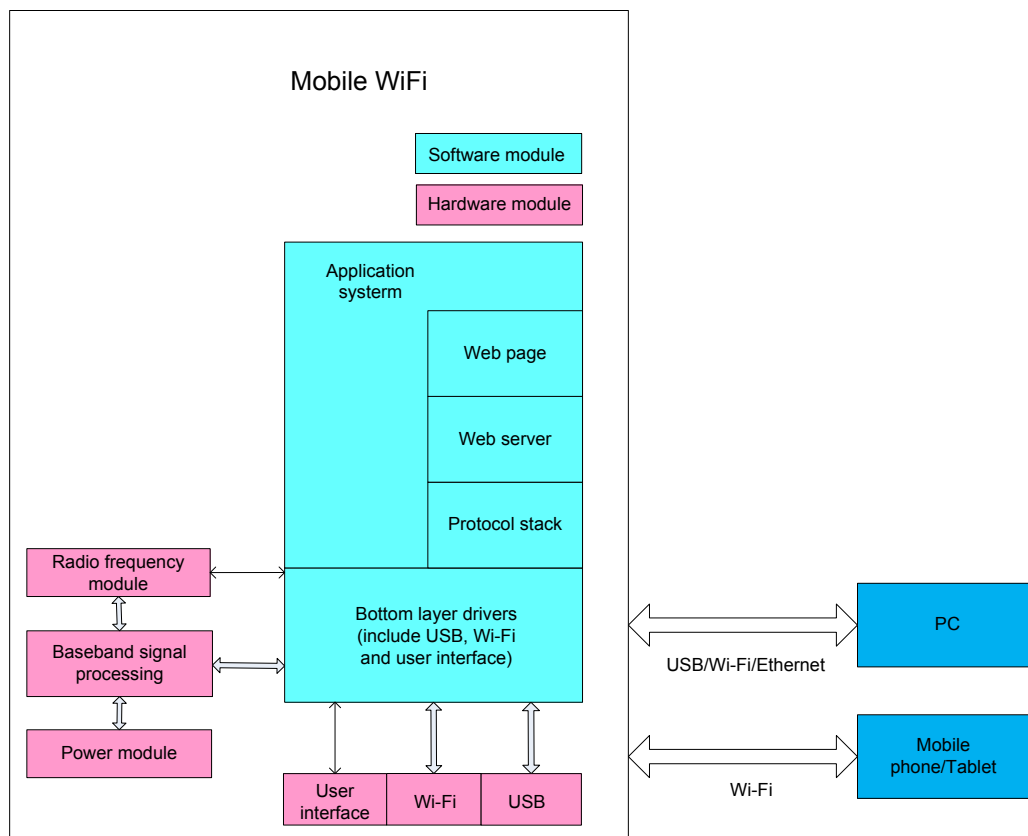 Mobile WiFi
Software module
Hardware module
Application
systerm
Web page
Web server
Protocol stack
Radio frequency
module
Bottom layer drivers
(include USB, Wi-Fi
and user interface)
Baseband signal
processing
Power module
User
interface
Wi-Fi
USB
PC
USB/Wi-Fi/Ethernet
Mobile
phone/Tablet
Wi-Fi